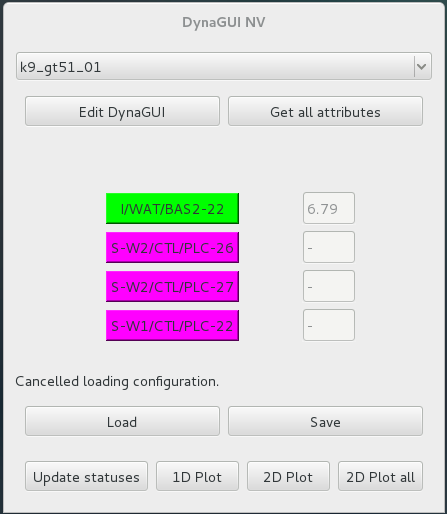 DynaGUI NV
k9_gt51_01
Edit DynaGUI Get all attributes
I/WAT/BAS2-22 6.79
S-W2/CTL/PLC-26 -
S-W2/CTL/PLC-27 -
S-W1/CTL/PLC-22 -
Cancelled loading configuration.
Load Save
Update statuses 1D Plot 2D Plot 2D Plot all